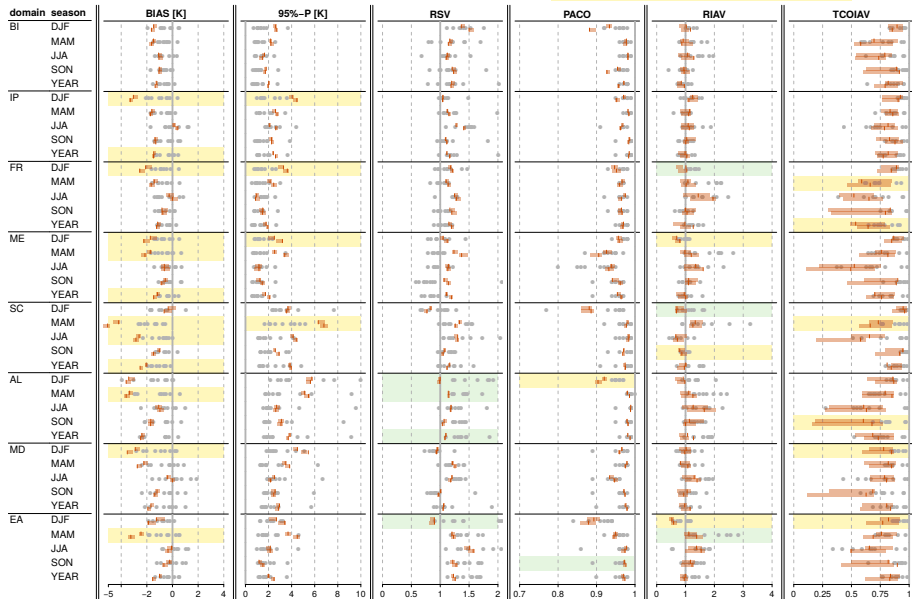 domain season BIAS [K] 95%-P [K] RSV PACO RIAV TCOIAV
BI DJF
MAM
JJA
SON
YEAR
IP DJF
MAM
JJA
SON
YEAR
FR DJF
MAM
JJA
SON
YEAR
ME DJF
MAM
JJA
SON
YEAR
SC DJF
MAM
JJA
SON
YEAR
AL DJF
MAM
JJA
SON
YEAR
MD DJF
MAM
JJA
SON
YEAR
EA DJF
MAM
JJA
SON
YEAR
−5 −2 0 2 4 0 2 4 6 8 10 0 0.5 1 1.5 2 0.6 0.7 0.8 0.9 1 0 1 2 3 4 0 0.25 0.5 0.75 1